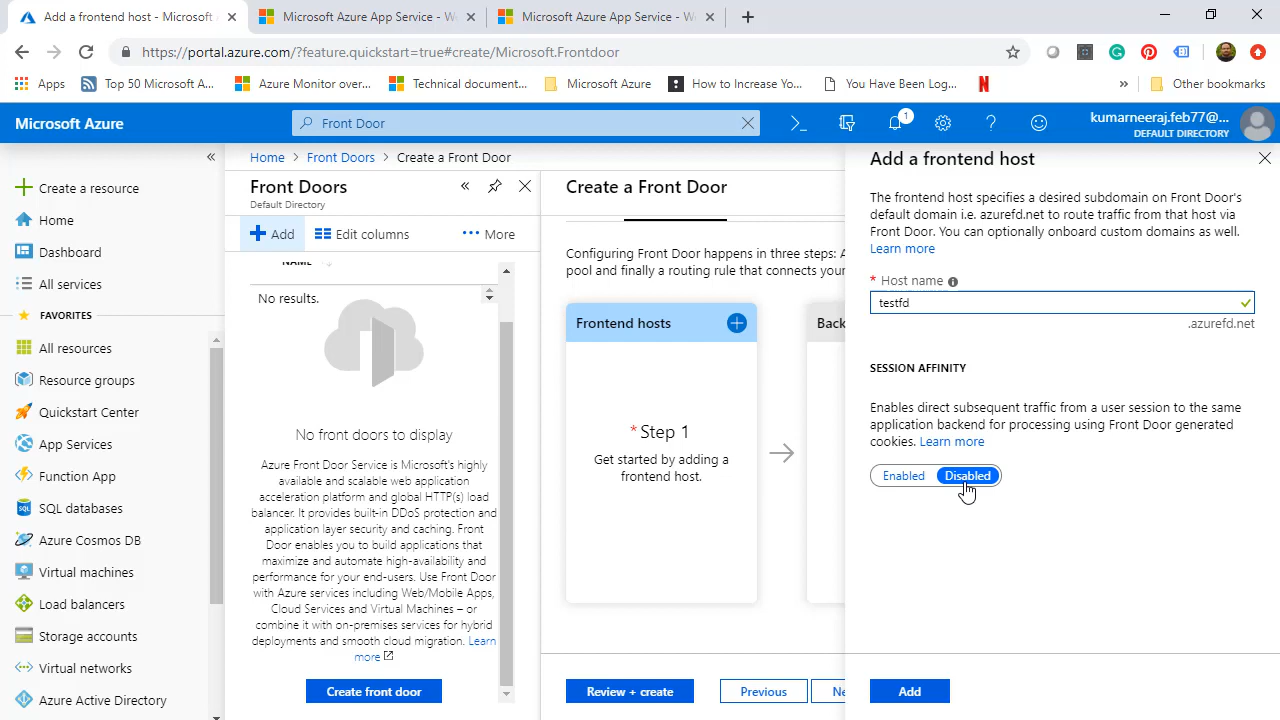 Add a frontend host - Microsoft
Microsoft Azure App Service - We
Microsoft Azure App Service - We
https://portal.azure.com/?feature.quickstart=true#create/Microsoft.Frontdoor
Apps
Top 50 Microsoft A...
Azure Monitor over...
Technical document...
Microsoft Azure
How to Increase Yo...
You Have Been Log...
N
»
Other bookmarks
Microsoft Azure
Front Door
1
kumarneeraj.feb77@...
DEFAULT DIRECTORY
«
Create a resource
Home
Dashboard
All services
FAVORITES
All resources
Resource groups
Quickstart Center
App Services
Function App
SQL databases
Azure Cosmos DB
Virtual machines
Load balancers
Storage accounts
Virtual networks
Azure Active Directory
Home > Front Doors > Create a Front Door
Front Doors
Default Directory
«
Add
Edit columns
More
NAME
No results.
No front doors to display
Azure Front Door Service is Microsoft's highly
available and scalable web application
acceleration platform and global HTTP(s) load
balancer. It provides built-in DDoS protection and
application layer security and caching. Front
Door enables you to build applications that
maximize and automate high-availability and
performance for your end-users. Use Front Door
with Azure services including Web/Mobile Apps,
Cloud Services and Virtual Machines – or
combine it with on-premises services for hybrid
deployments and smooth cloud migration. Learn
more
Create front door
Create a Front Door
Configuring Front Door happens in three steps: A
pool and finally a routing rule that connects your
Frontend hosts
Back
* Step 1
Get started by adding a
frontend host.
Review + create
Previous
Ne
Add a frontend host
The frontend host specifies a desired subdomain on Front Door's
default domain i.e. azurefd.net to route traffic from that host via
Front Door. You can optionally onboard custom domains as well.
Learn more
* Host name
testfd
.azurefd.net
SESSION AFFINITY
Enables direct subsequent traffic from a user session to the same
application backend for processing using Front Door generated
cookies. Learn more
Enabled
Disabled
Add